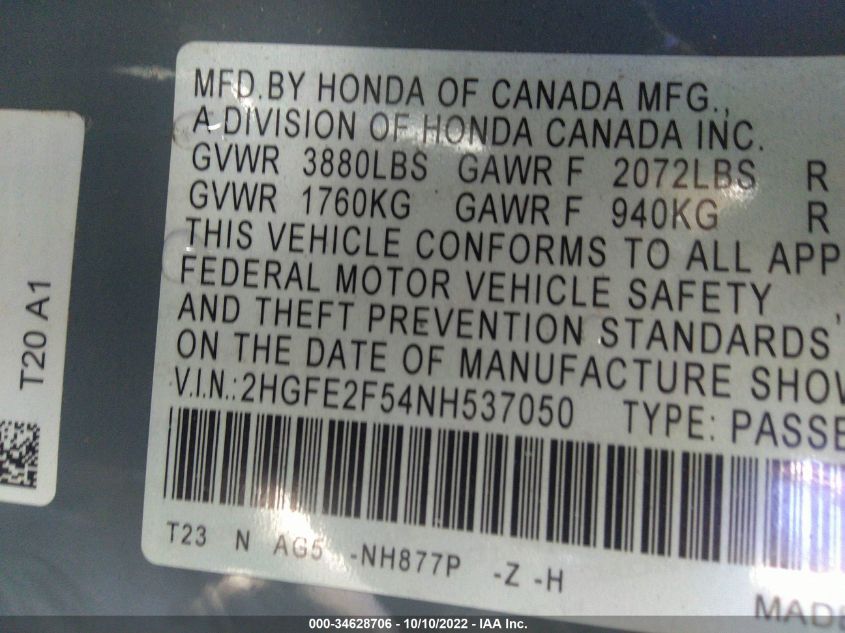 MFD.BY HONDA OF CANADA MFG.,
A DIVISION OF HONDA CANADA INC.
GVWR 3880LBS GAWR F 2072LBS R
GVWR 1760KG GAWR F 940KG R
THIS VEHICLE CONFORMS TO ALL APP
FEDERAL MOTOR VEHICLE SAFETY ,
AND THEFT PREVENTION STANDARDS
ON THE DATE OF MANUFACTURE SHOW
V.I.N.:2HGFE2F54NH537050 TYPE: PASSE
T23 N AG5 -NH877P -Z -H
MADE
T20 A1
000-34628706 - 10/10/2022 - IAA Inc.